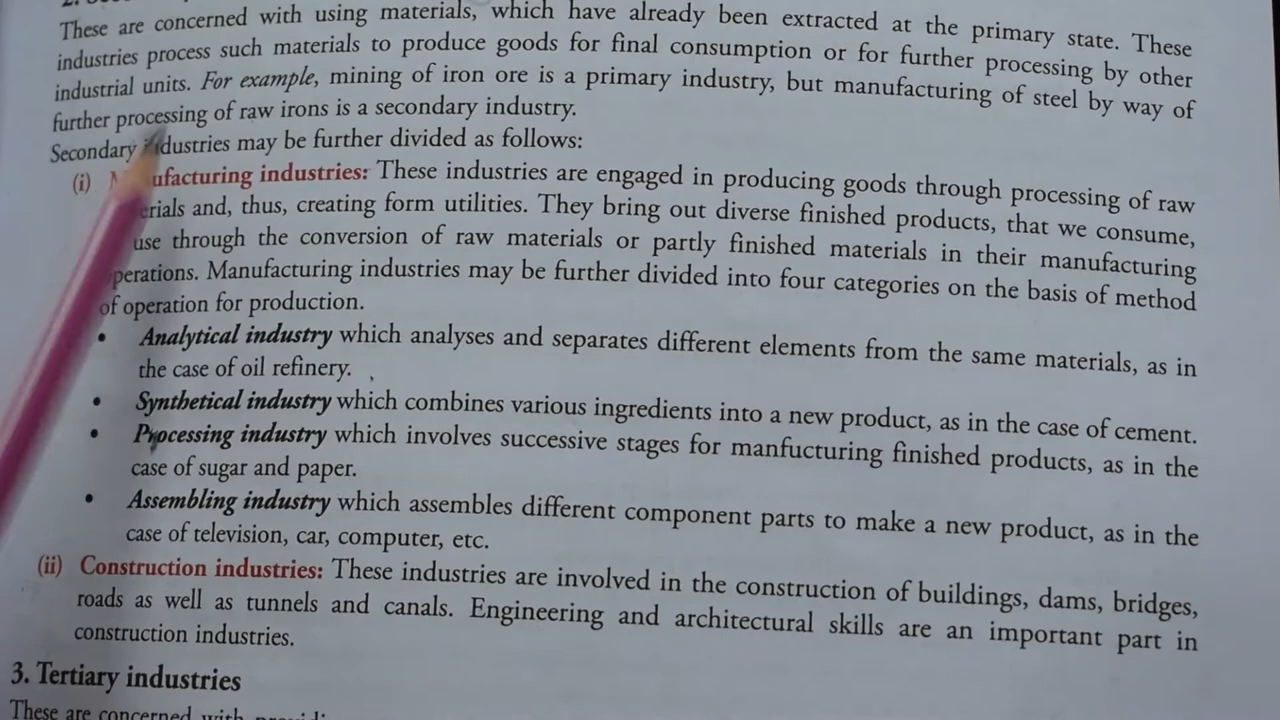 These are concerned with using materials, which have already been extracted at the primary state. These
industries process such materials to produce goods for final consumption or for further processing by other
industrial units. For example, mining of iron ore is a primary industry, but manufacturing of steel by way of
further processing of raw irons is a secondary industry.
Secondary industries may be further divided as follows:
(i) Manufacturing industries: These industries are engaged in producing goods through processing of raw
erials and, thus, creating form utilities. They bring out diverse finished products, that we consume,
use through the conversion of raw materials or partly finished materials in their manufacturing
perations. Manufacturing industries may be further divided into four categories on the basis of method
of operation for production.
• Analytical industry which analyses and separates different elements from the same materials, as in
the case of oil refinery.
• Synthetical industry which combines various ingredients into a new product, as in the case of cement.
• Processing industry which involves successive stages for manfucturing finished products, as in the
case of sugar and paper.
• Assembling industry which assembles different component parts to make a new product, as in the
case of television, car, computer, etc.
(ii) Construction industries: These industries are involved in the construction of buildings, dams, bridges,
roads as well as tunnels and canals. Engineering and architectural skills are an important part in
construction industries.
3. Tertiary industries
These are concerned with